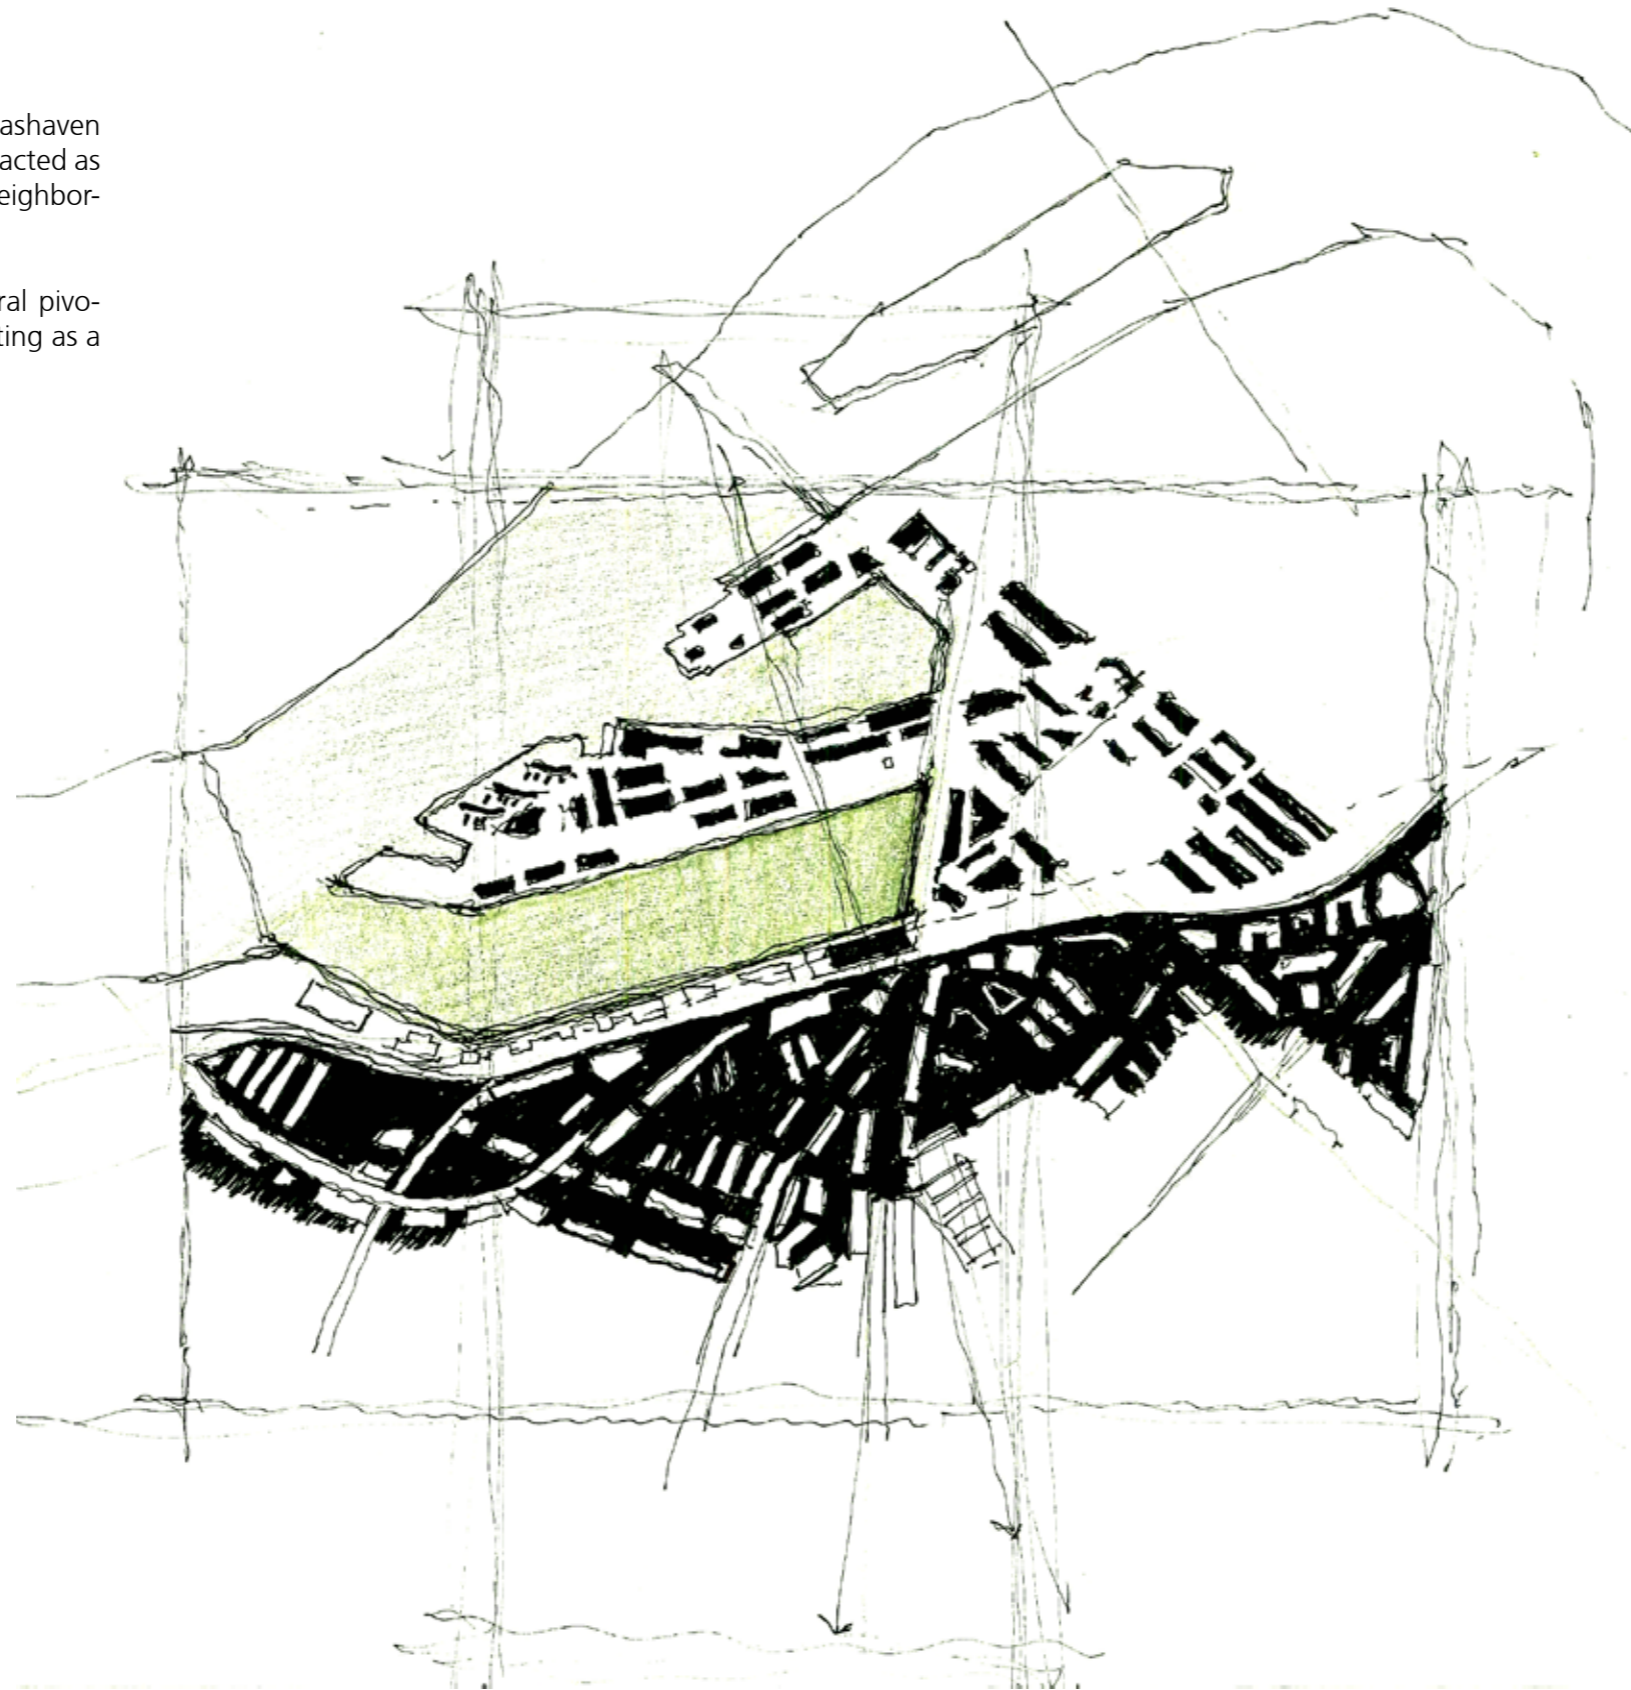 ashaven
acted as
eighbor-
ral pivo-
ting as a